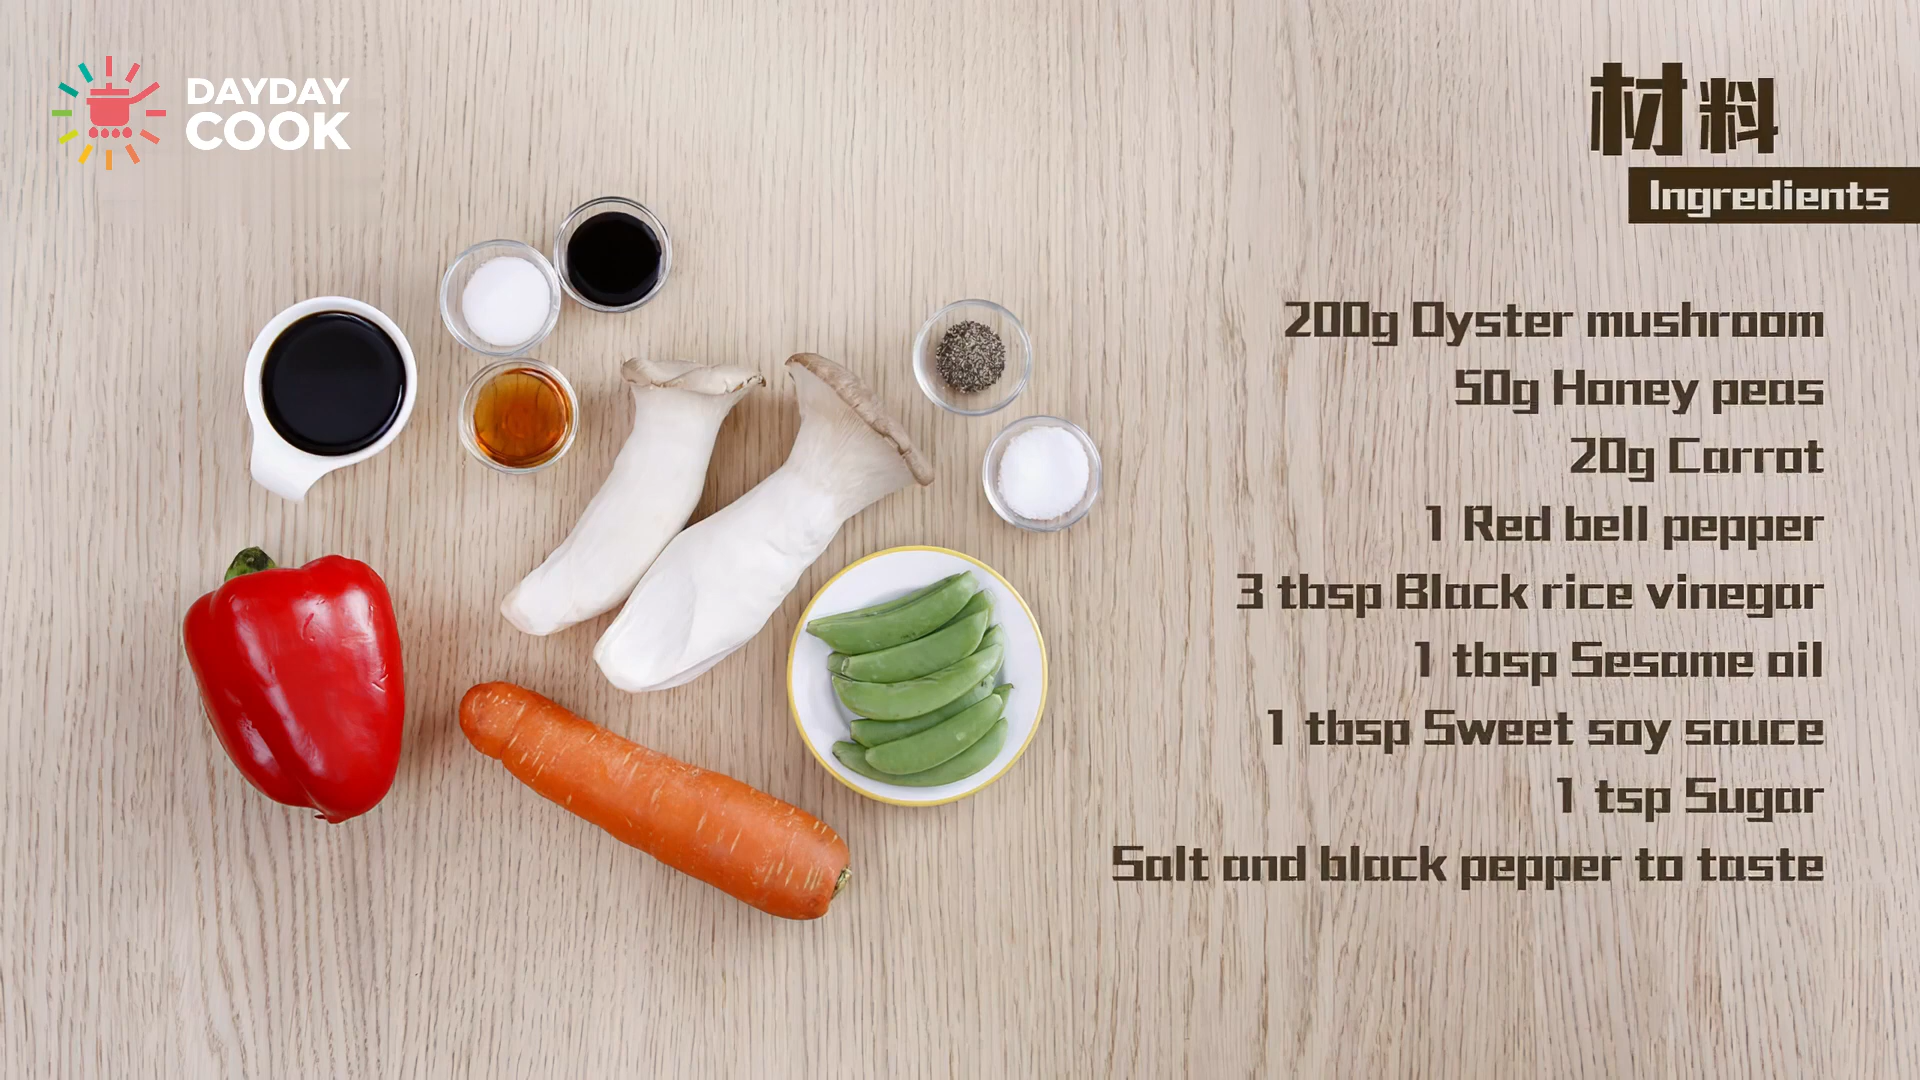 DAYDAY
COOK
材料
Ingredients
200g Oyster mushroom
50g Honey peas
20g Carrot
1 Red bell pepper
3 tbsp Black rice vinegar
1 tbsp Sesame oil
1 tbsp Sweet soy sauce
1 tsp Sugar
Salt and black pepper to taste